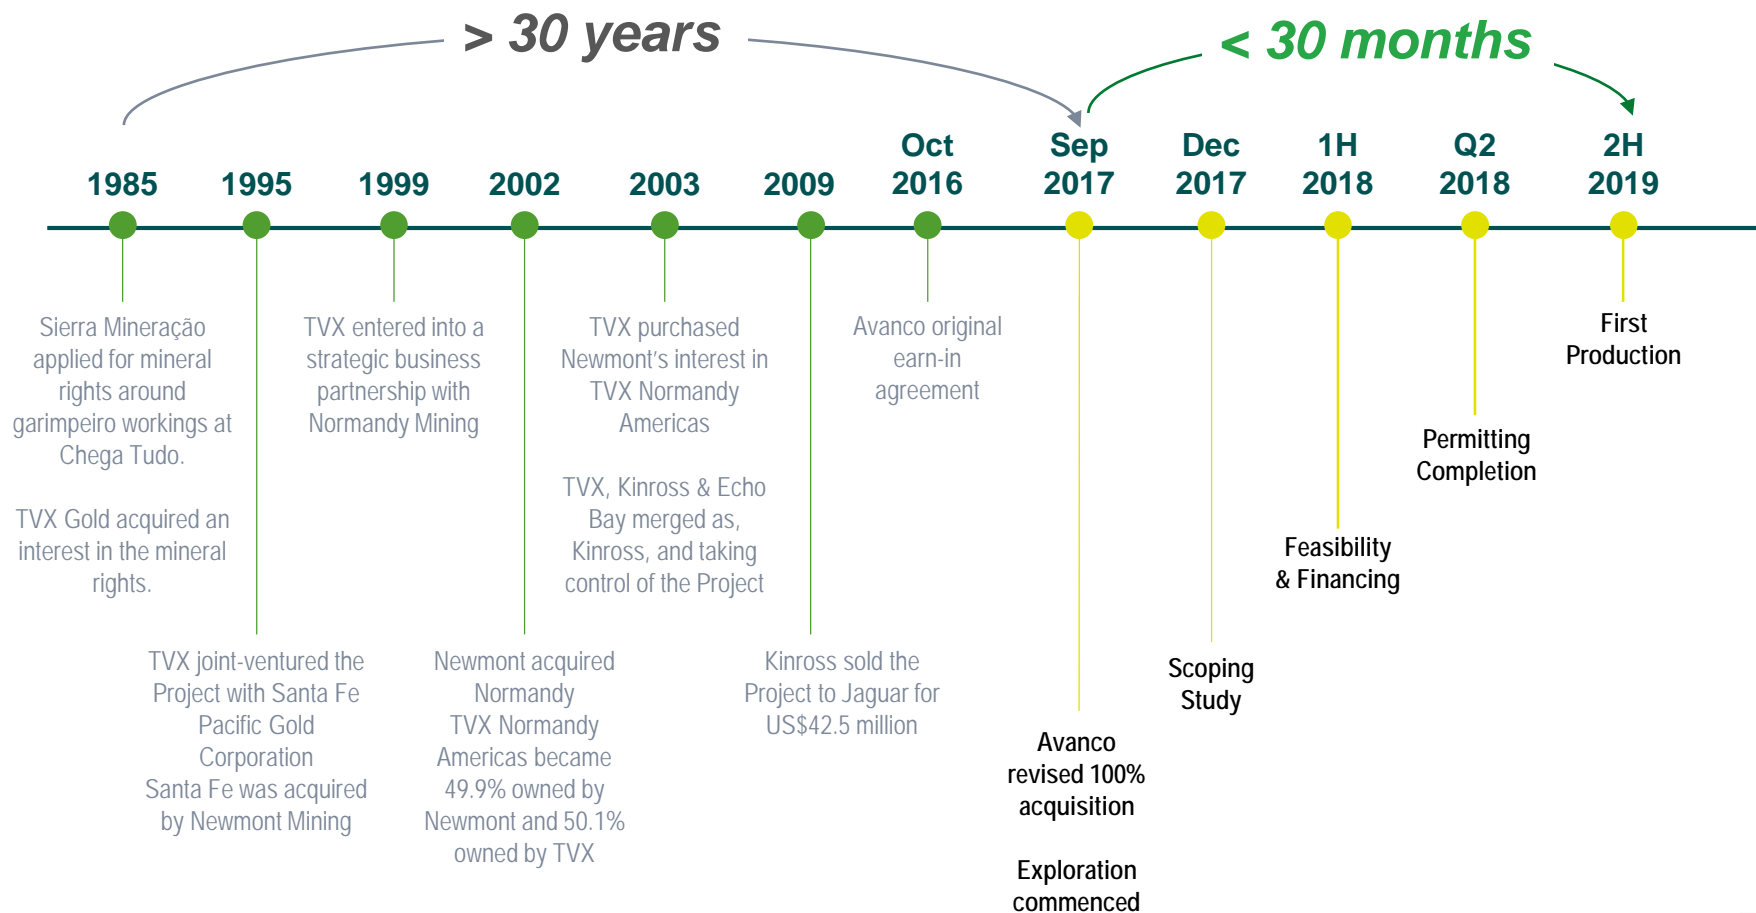 > 30 years
< 30 months
1985
1995
1999
2002
2003
2009
Oct
2016
Sep
2017
Dec
2017
1H
2018
Q2
2018
2H
2019
Sierra Mineração
applied for mineral
rights around
garimpeiro workings at
Chega Tudo.
TVX Gold acquired an
interest in the mineral
rights.
TVX joint-ventured the
Project with Santa Fe
Pacific Gold
Corporation
Santa Fe was acquired
by Newmont Mining
TVX entered into a
strategic business
partnership with
Normandy Mining
Newmont acquired
Normandy
TVX Normandy
Americas became
49.9% owned by
Newmont and 50.1%
owned by TVX
TVX purchased
Newmont’s interest in
TVX Normandy
Americas
TVX, Kinross & Echo
Bay merged as,
Kinross, and taking
control of the Project
Kinross sold the
Project to Jaguar for
US$42.5 million
Avanco original
earn-in
agreement
Avanco
revised 100%
acquisition
Exploration
commenced
Scoping
Study
Feasibility
& Financing
Permitting
Completion
First
Production